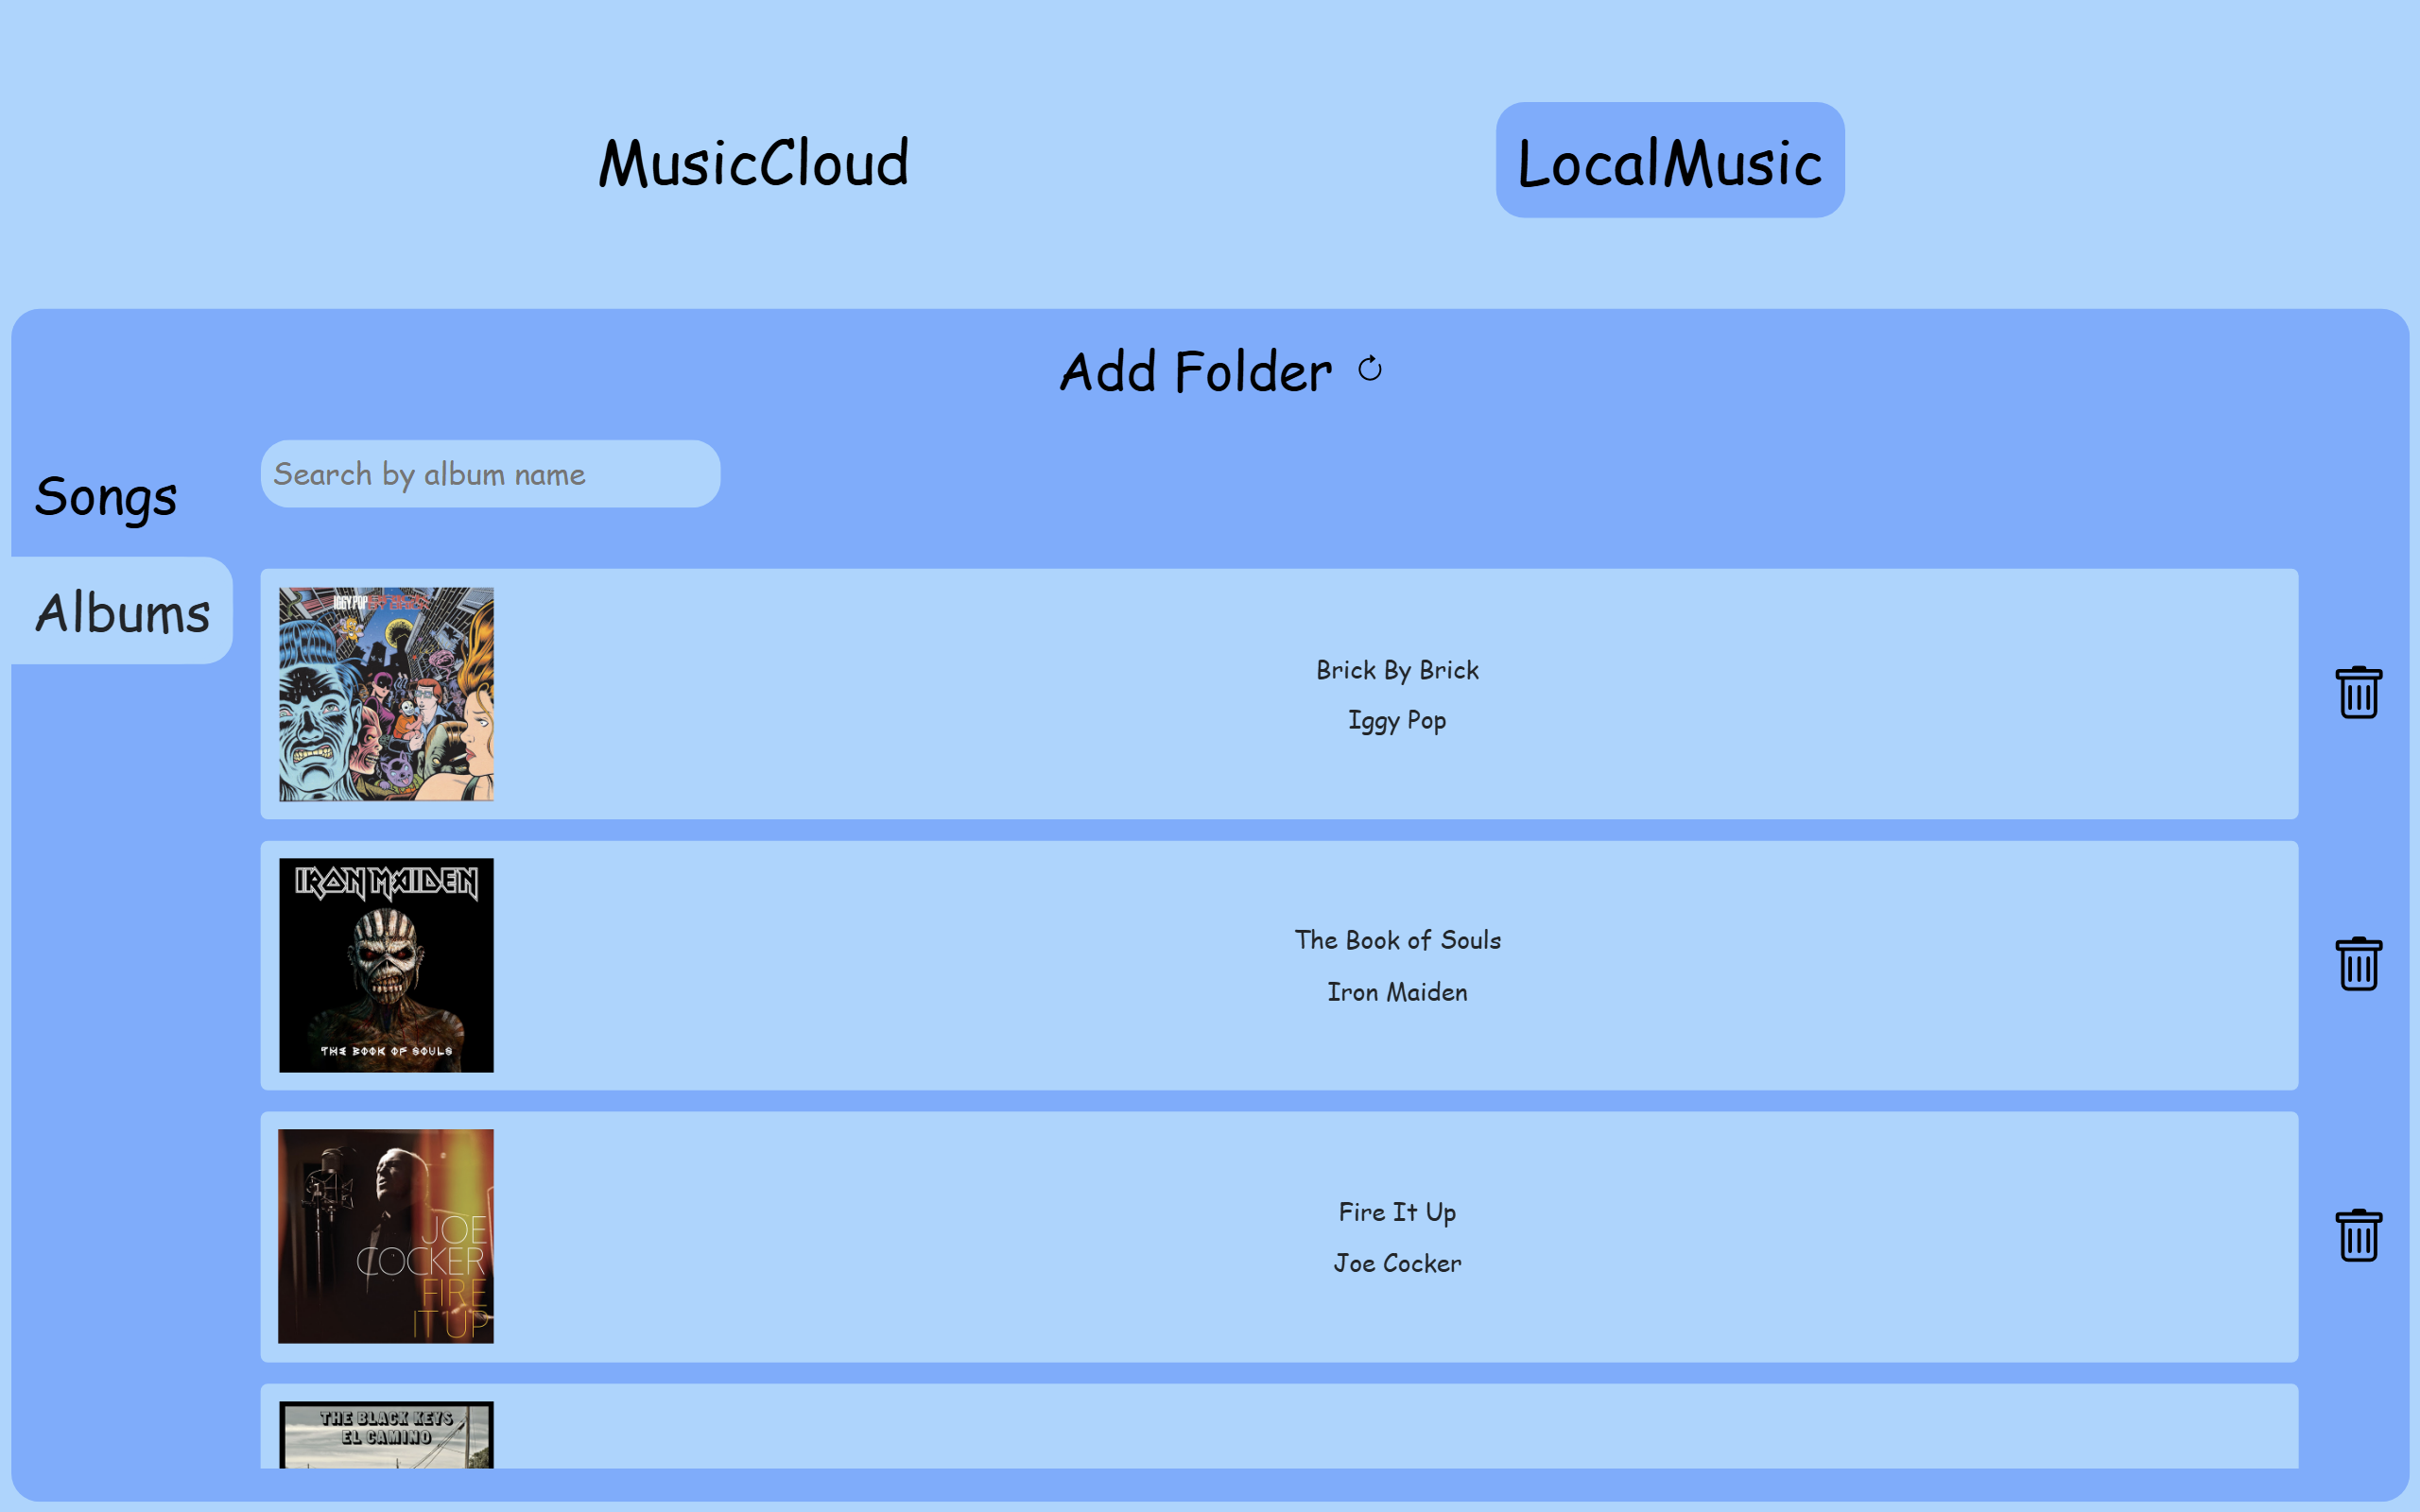 MusicCloud
LocalMusic
Add Folder
Search by album name
Songs
Albums
IGGY POP BRICK BY BRICK
Brick By Brick
Iggy Pop
IRON MAIDEN
THE BOOK OF SOULS
The Book of Souls
Iron Maiden
JOE
COCKER
FIRE
IT UP
Fire It Up
Joe Cocker
THE BLACK KEYS
EL CAMINO